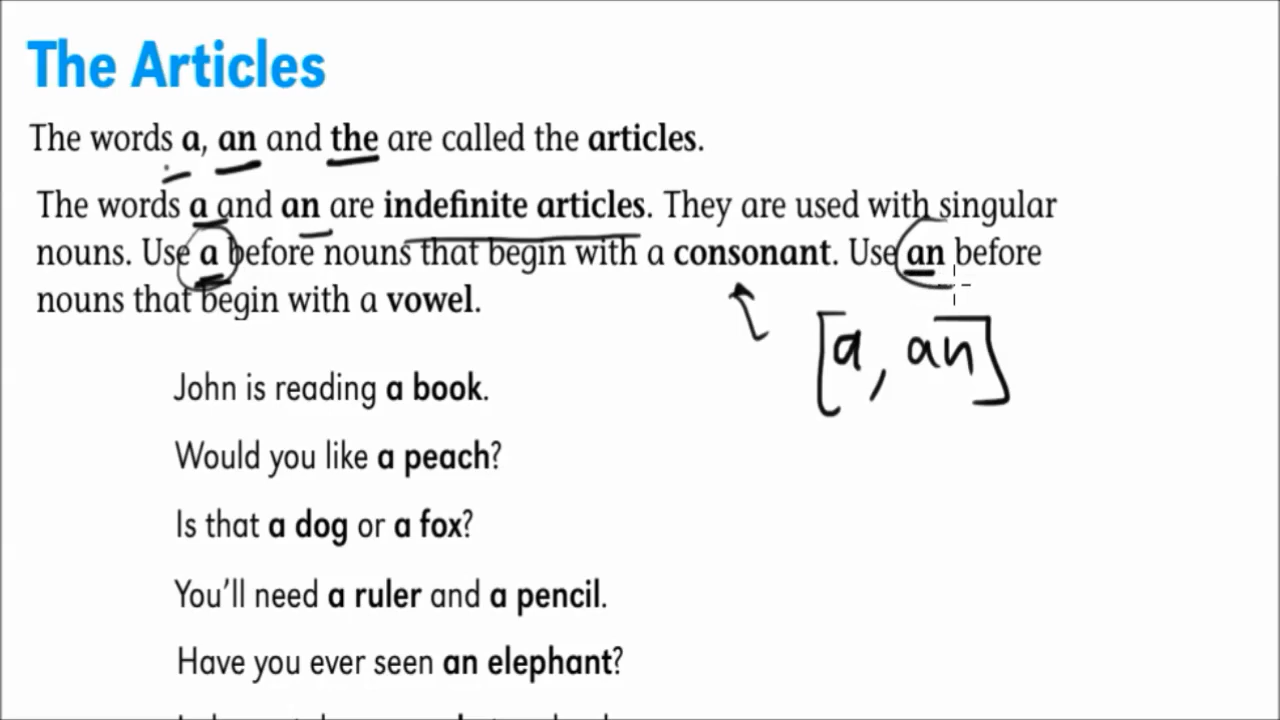 The Articles
The words a, an and the are called the articles.
The words a and an are indefinite articles. They are used with singular
nouns. Use a before nouns that begin with a consonant. Use an before
nouns that begin with a vowel.
[a, an]
John is reading a book.
Would you like a peach?
Is that a dog or a fox?
You'll need a ruler and a pencil.
Have you ever seen an elephant?